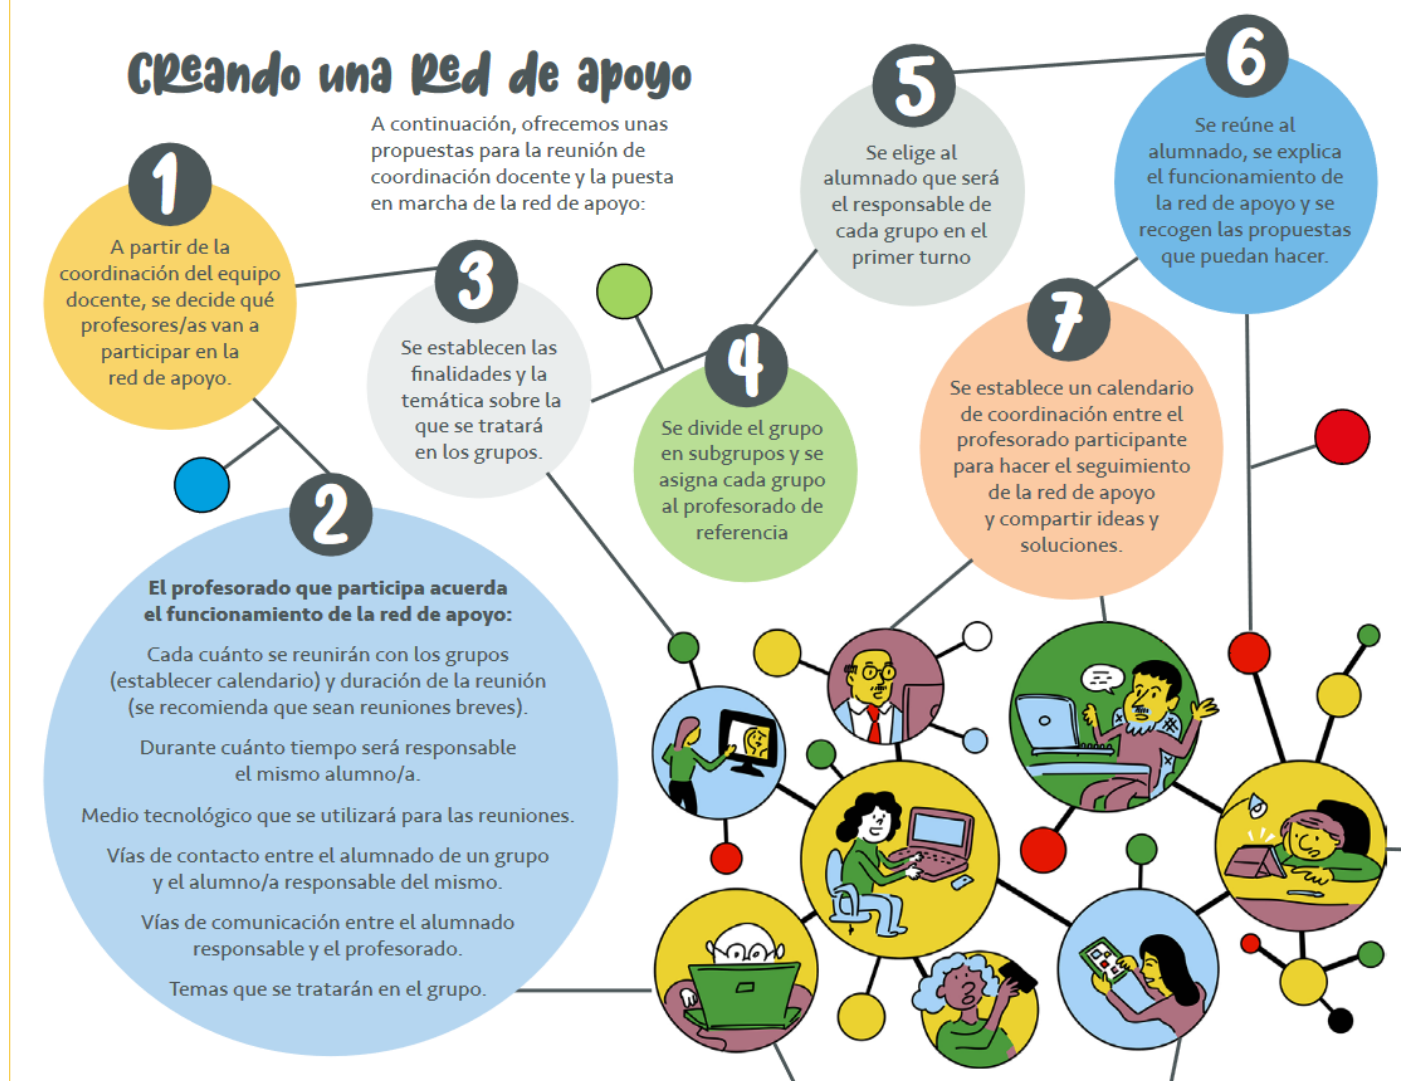 Creando una Red de apoyo
A continuación, ofrecemos unas
propuestas para la reunión de
coordinación docente y la puesta
en marcha de la red de apoyo:
1
A partir de la
coordinación del equipo
docente, se decide qué
profesores/as van a
participar en la
red de apoyo.
2
El profesorado que participa acuerda
el funcionamiento de la red de apoyo:
Cada cuánto se reunirán con los grupos
(establecer calendario) y duración de la reunión
(se recomienda que sean reuniones breves).
Durante cuánto tiempo será responsable
el mismo alumno/a.
Medio tecnológico que se utilizará para las reuniones.
Vías de contacto entre el alumnado de un grupo
y el alumno/a responsable del mismo.
Vías de comunicación entre el alumnado
responsable y el profesorado.
Temas que se tratarán en el grupo.
3
Se establecen las
finalidades y la
temática sobre la
que se tratará
en los grupos.
4
Se divide el grupo
en subgrupos y se
asigna cada grupo
al profesorado de
referencia
5
Se elige al
alumnado que será
el responsable de
cada grupo en el
primer turno
6
Se reúne al
alumnado, se explica
el funcionamiento de
la red de apoyo y se
recogen las propuestas
que puedan hacer.
7
Se establece un calendario
de coordinación entre el
profesorado participante
para hacer el seguimiento
de la red de apoyo
y compartir ideas y
soluciones.